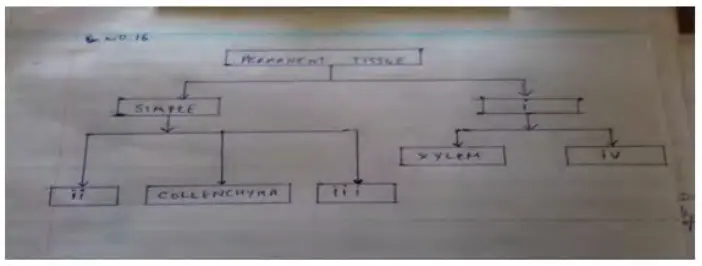 NO. 16
PERMANENT TISSUE
SIMPLE
i
XYLEM
iv
ii
COLLENCHYMA
iii